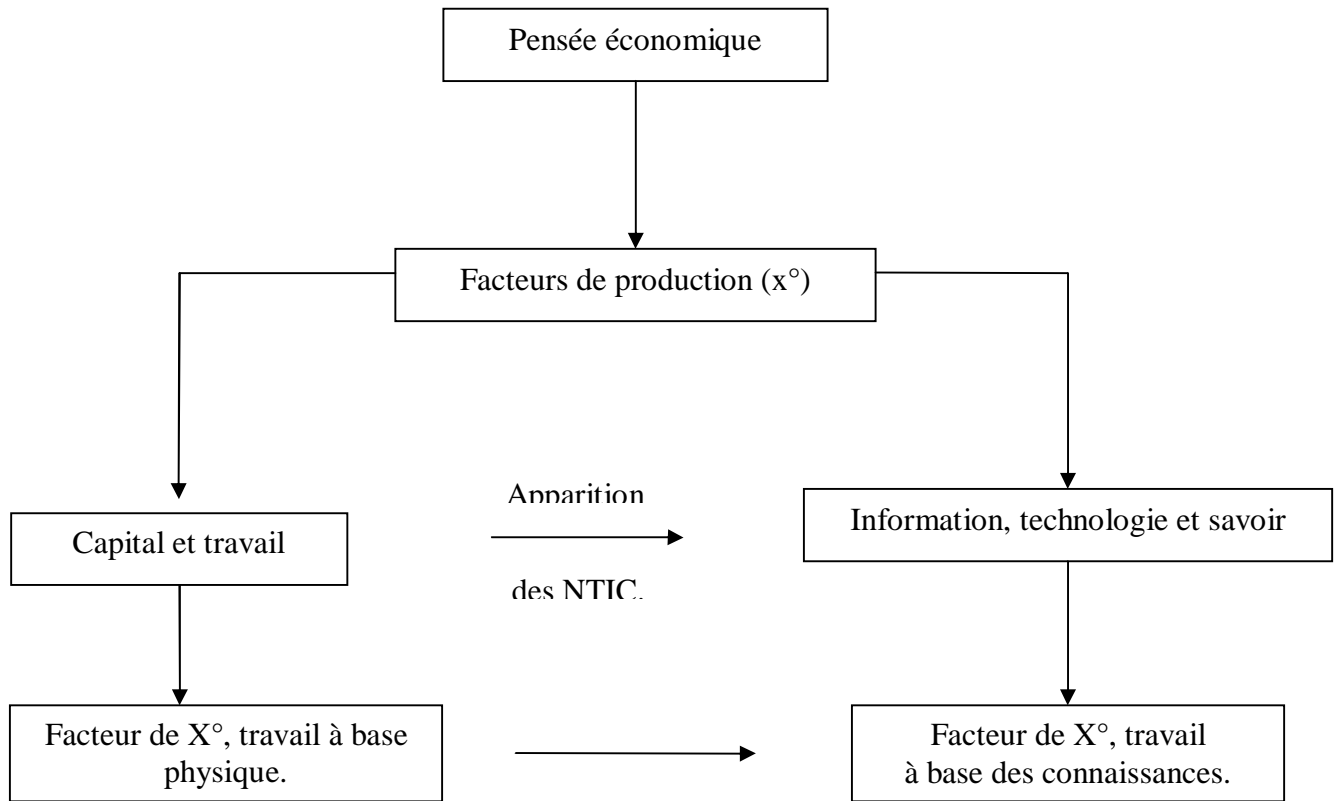 Pensée économique
Facteurs de production (x°)
Capital et travail
Apparition
des NTIC.
Information, technologie et savoir
Facteur de X°, travail à base
physique.
Facteur de X°, travail
à base des connaissances.